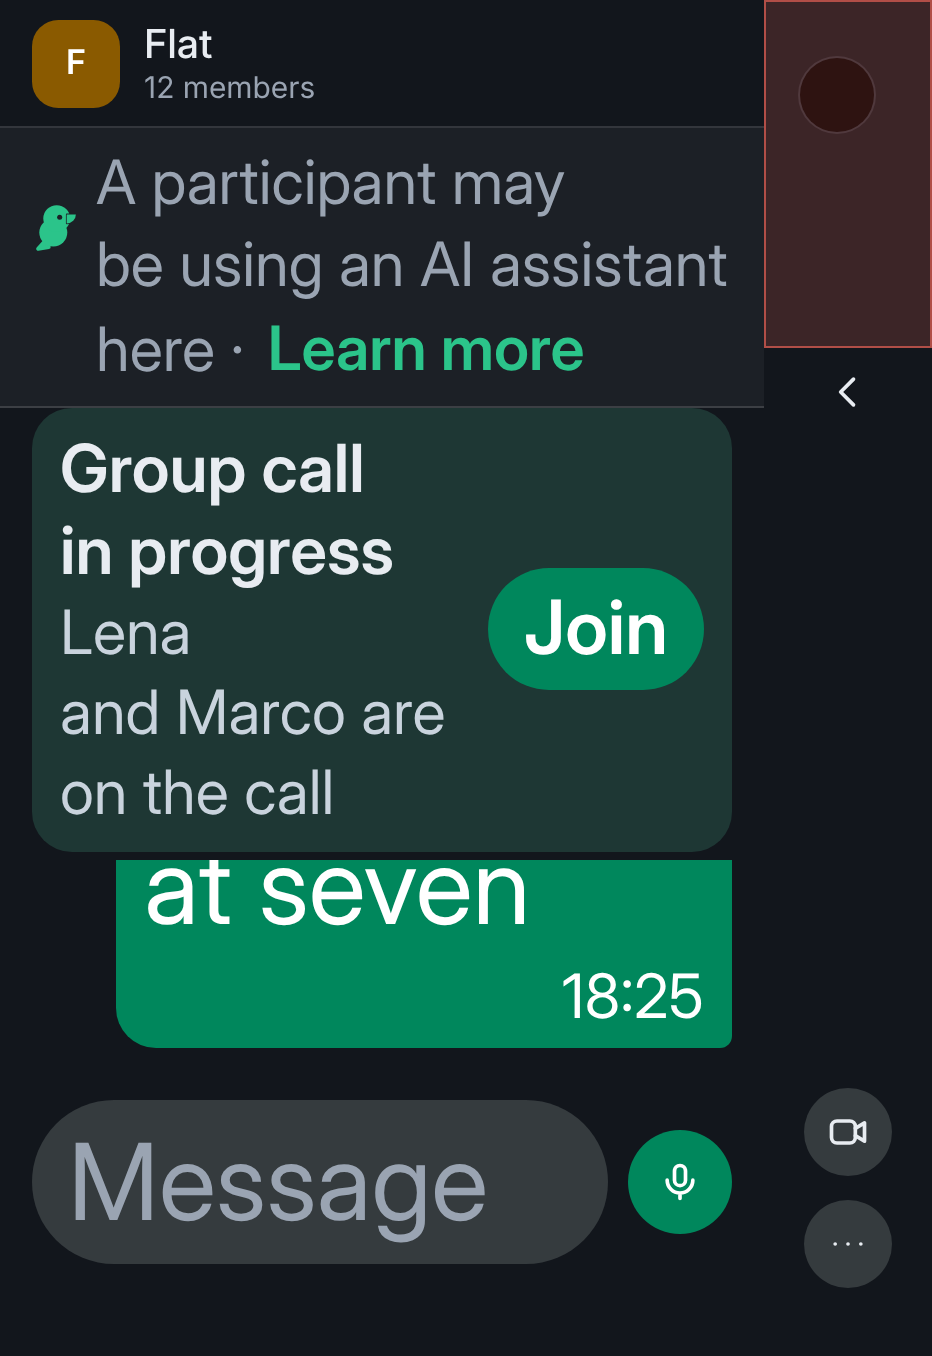 F
Flat
12 members
A participant may
be using an AI assistant
here · Learn more
Group call
in progress
Lena
and Marco are
on the call
Join
at seven
18:25
Message